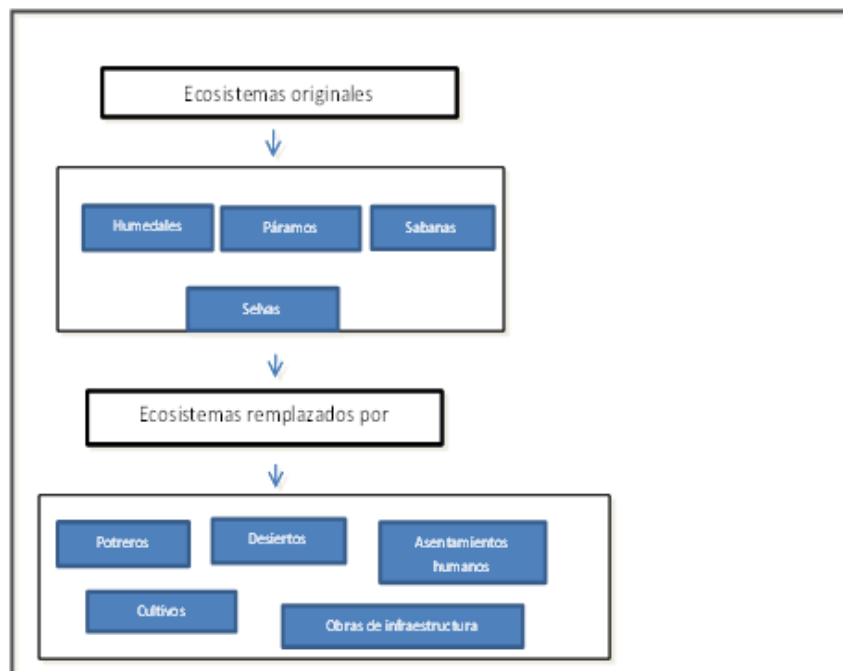 Ecosistemas originales
Humedales
Páramos
Sabanas
Selvas
Ecosistemas remplazados por
Potreros
Desiertos
Asentamientos
humanos
Cultivos
Obras de infraestructura